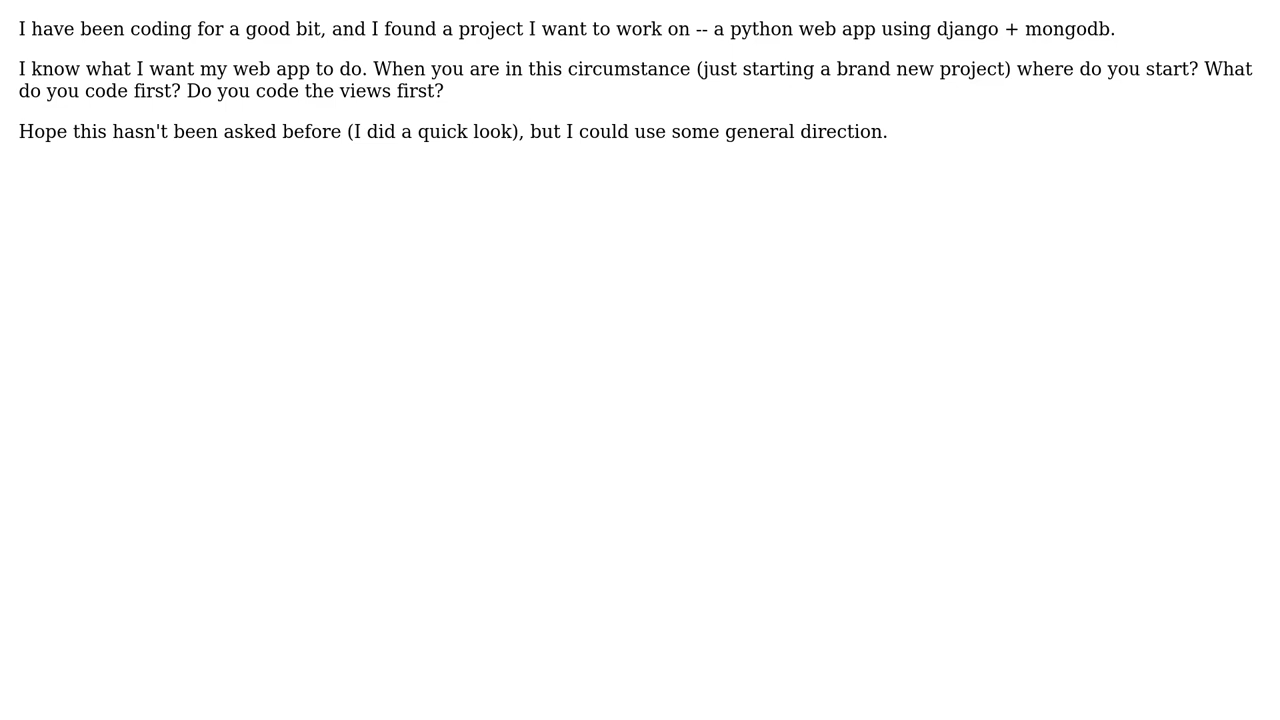 I have been coding for a good bit, and I found a project I want to work on -- a python web app using django + mongodb.
I know what I want my web app to do. When you are in this circumstance (just starting a brand new project) where do you start? What
do you code first? Do you code the views first?
Hope this hasn't been asked before (I did a quick look), but I could use some general direction.